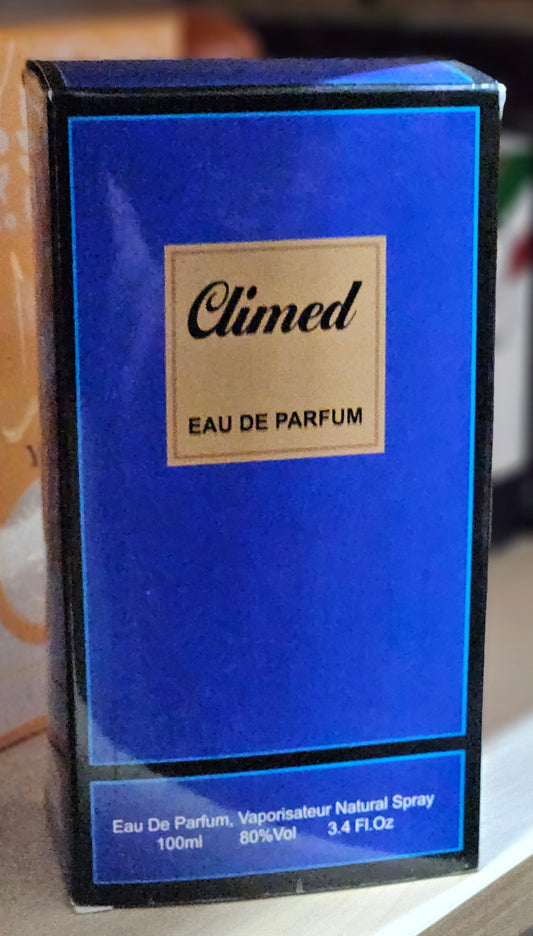 Climed
EAU DE PARFUM
Eau De Parfum, Vaporisateur Natural Spray
100ml 80%Vol 3.4 Fl.Oz